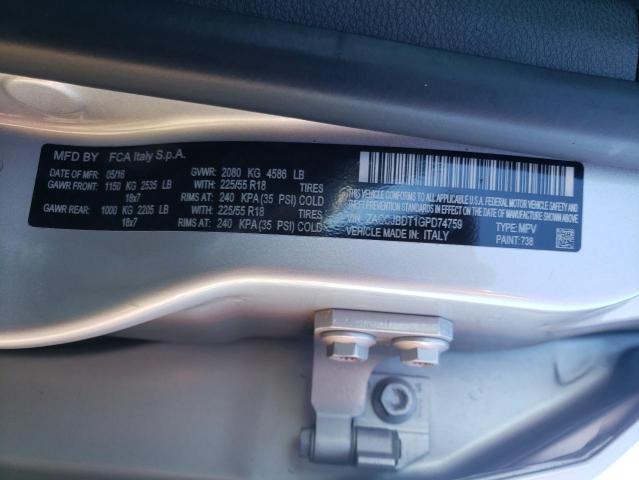 MFD BY FCA Italy S.p.A.
DATE OF MFR 05/16 GVWR: 2080 KG 4586 LB
GAWR FRONT: 1150 KG 2535 LB WITH: 225/55 R18 TIRES
18x7 RIMS AT: 240 KPA (35 PSI) COLD
GAWR REAR: 1000 KG 2205 LB WITH: 225/55 R18 TIRES
18x7 RIMS AT: 240 KPA (35 PSI) COLD
THIS VEHICLE CONFORMS TO ALL APPLICABLE U.S.A. FEDERAL MOTOR VEHICLE SAFETY,
BUMPER AND THEFT PREVENTION STANDARDS IN EFFECT ON THE DATE OF MANUFACTURE SHOWN ABOVE
VIN: ZACCJBDT1GPD74759 TYPE: MPV
VEHICLE MADE IN: ITALY PAINT: 738